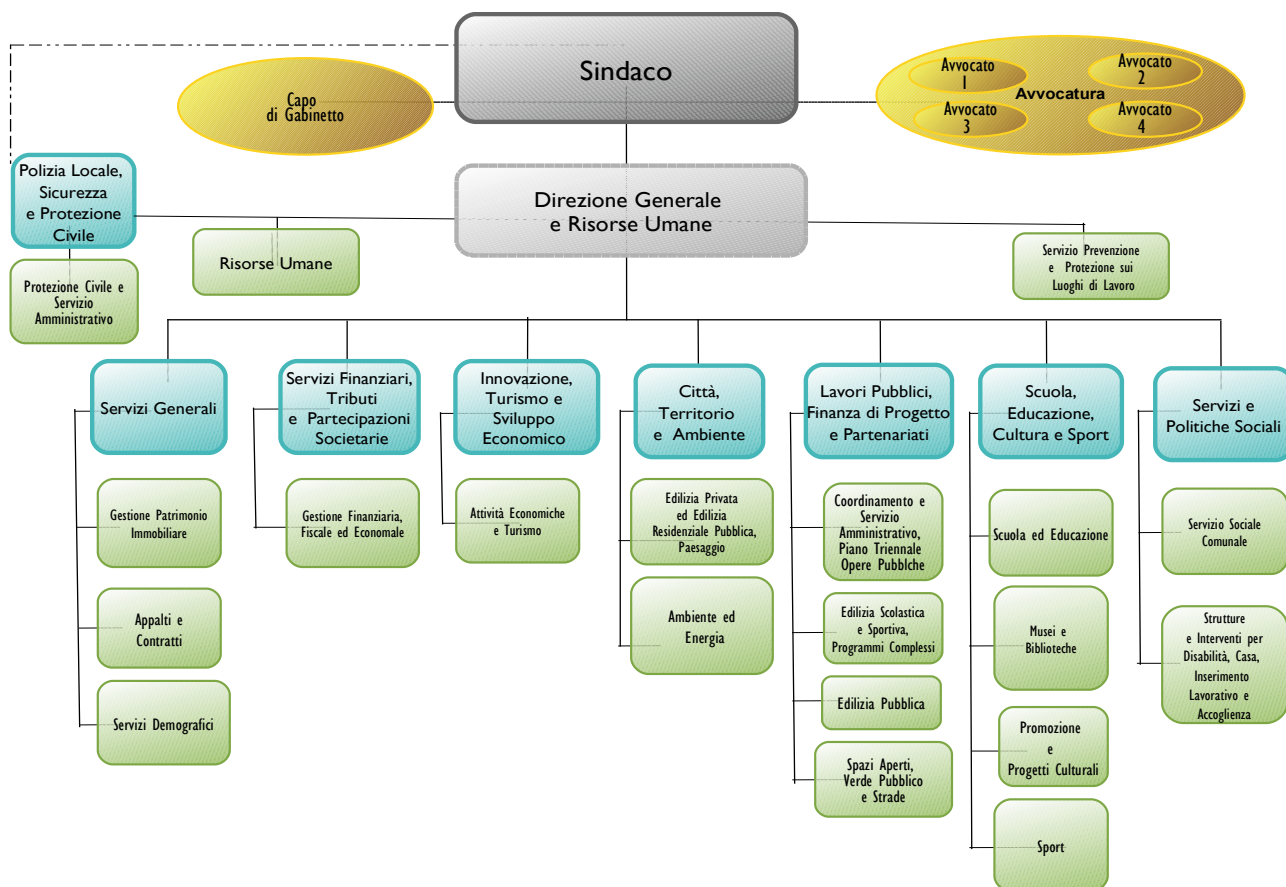 Sindaco
Capo
di Gabinetto
Avvocato
1
Avvocato
2
Avvocatura
Avvocato
3
Avvocato
4
Polizia Locale,
Sicurezza
e Protezione
Civile
Direzione Generale
e Risorse Umane
Protezione Civile e
Servizio
Amministrativo
Risorse Umane
Servizio Prevenzione
e Protezione sui
Luoghi di Lavoro
Servizi Generali
Servizi Finanziari,
Tributi
e Partecipazioni
Societarie
Innovazione,
Turismo e
Sviluppo
Economico
Città,
Territorio
e Ambiente
Lavori Pubblici,
Finanza di Progetto
e Partenariati
Scuola,
Educazione,
Cultura e Sport
Servizi e
Politiche Sociali
Gestione Patrimonio
Immobiliare
Appalti e
Contratti
Servizi Demografici
Gestione Finanziaria,
Fiscale ed Economale
Attività Economiche
e Turismo
Edilizia Privata
ed Edilizia
Residenziale Pubblica,
Paesaggio
Ambiente ed
Energia
Coordinamento e
Servizio
Amministrativo,
Piano Triennale
Opere Pubblche
Edilizia Scolastica
e Sportiva,
Programmi Complessi
Edilizia Pubblica
Spazi Aperti,
Verde Pubblico
e Strade
Scuola ed Educazione
Musei e
Biblioteche
Promozione
e
Progetti Culturali
Sport
Servizio Sociale
Comunale
Strutture
e Interventi per
Disabilità, Casa,
Inserimento
Lavorativo e
Accoglienza